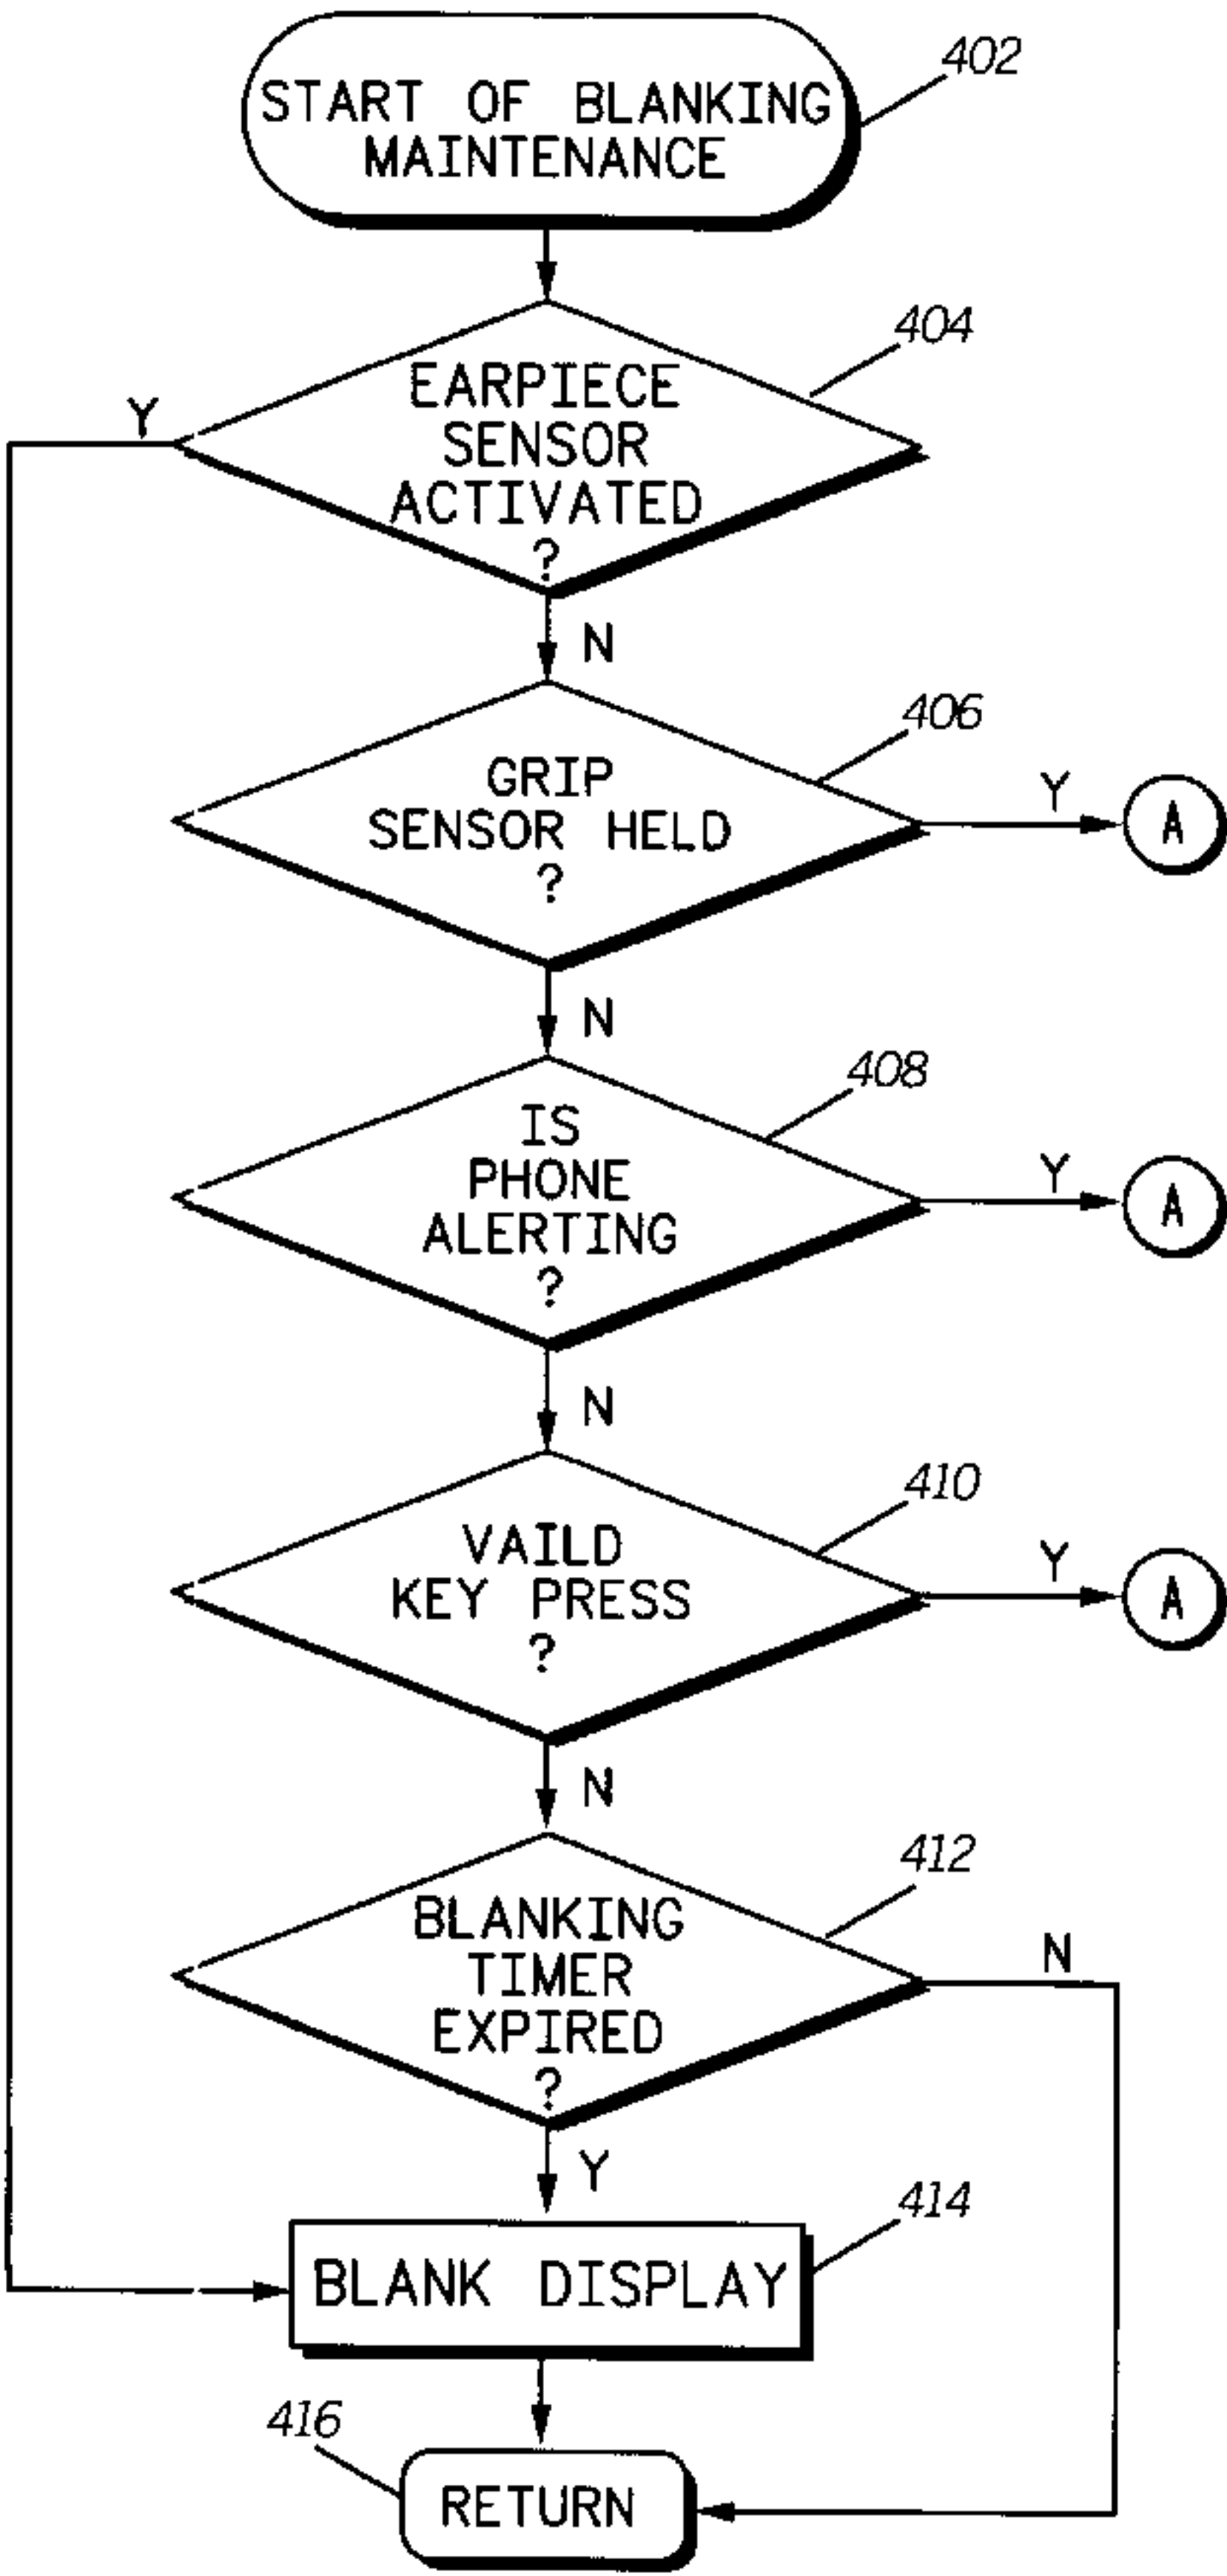 START OF BLANKING
MAINTENANCE
402
EARPIECE
SENSOR
ACTIVATED
?
404
Y
N
GRIP
SENSOR HELD
?
406
Y
A
N
IS
PHONE
ALERTING
?
408
Y
A
N
VAILD
KEY PRESS
?
410
Y
A
N
BLANKING
TIMER
EXPIRED
?
412
N
Y
BLANK DISPLAY
414
RETURN
416